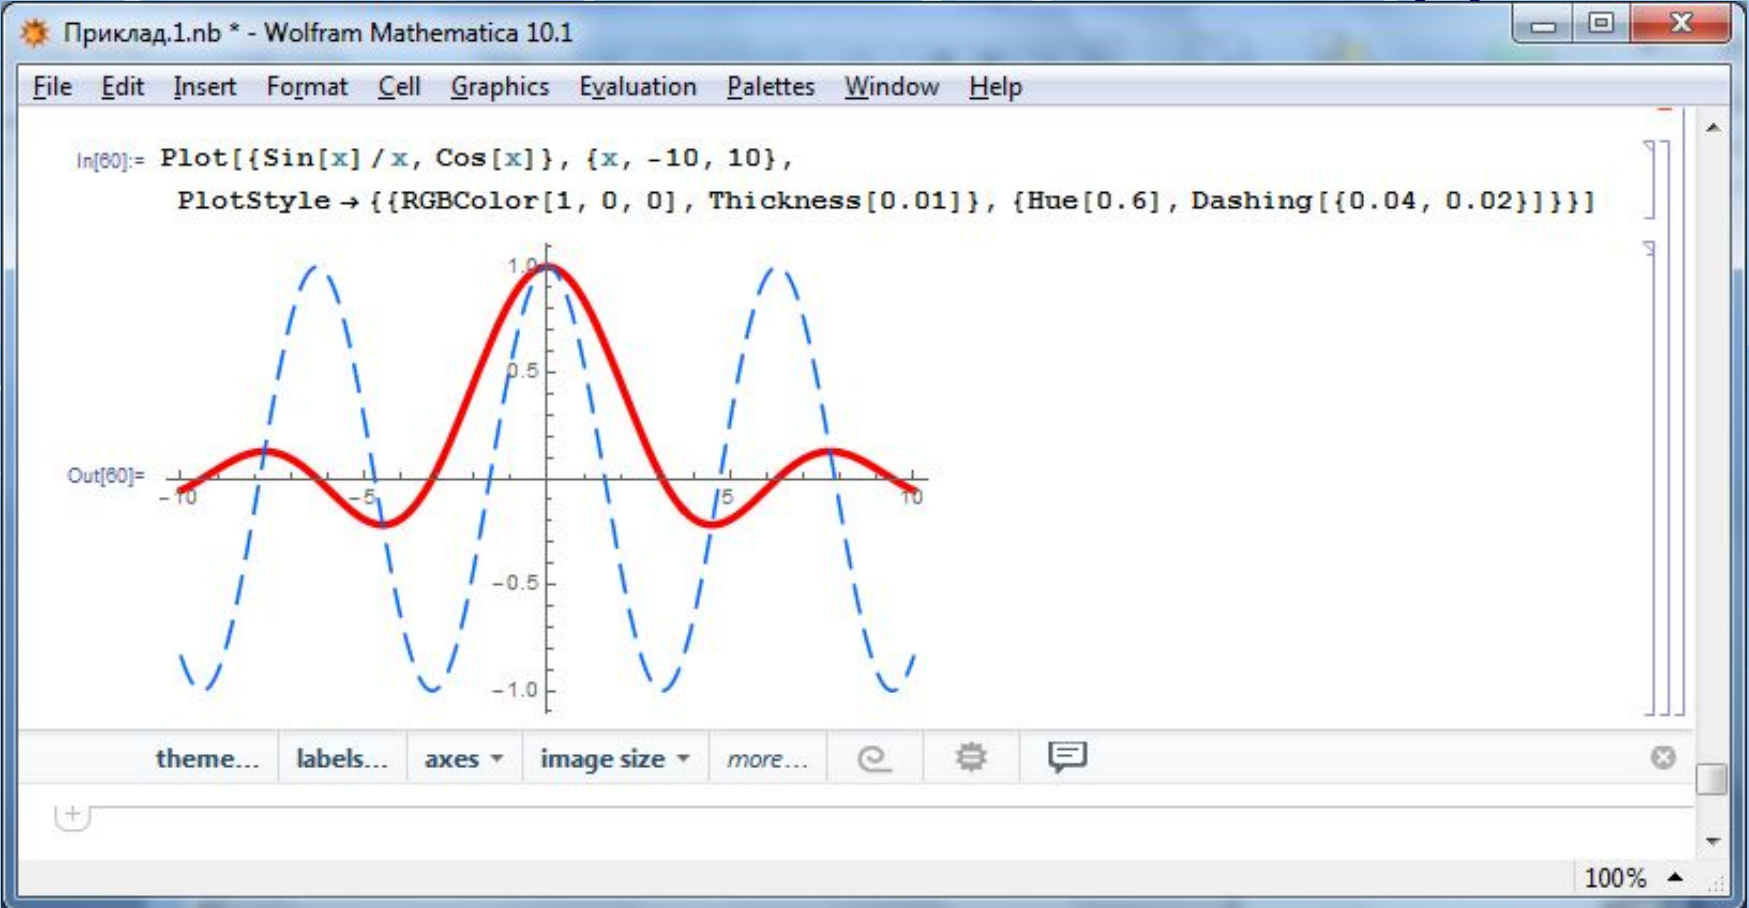 Приклад.1.nb * - Wolfram Mathematica 10.1
File Edit Insert Format Cell Graphics Evaluation Palettes Window Help
In[60]:= Plot[{Sin[x] / x, Cos[x]}, {x, -10, 10},
PlotStyle → {{RGBColor[1, 0, 0], Thickness[0.01]}, {Hue[0.6], Dashing[{0.04, 0.02}]}}]
1.0
0.5
Out[60]=
-10 -5 5 10
-0.5
-1.0
theme... labels... axes image size more...
100%